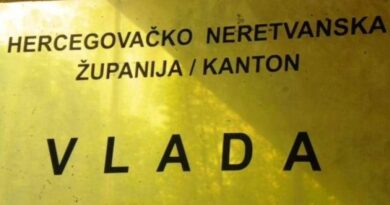 HERCEGOVAČKO NERETVANSKA
ŽUPANIJA / KANTON
VLADA